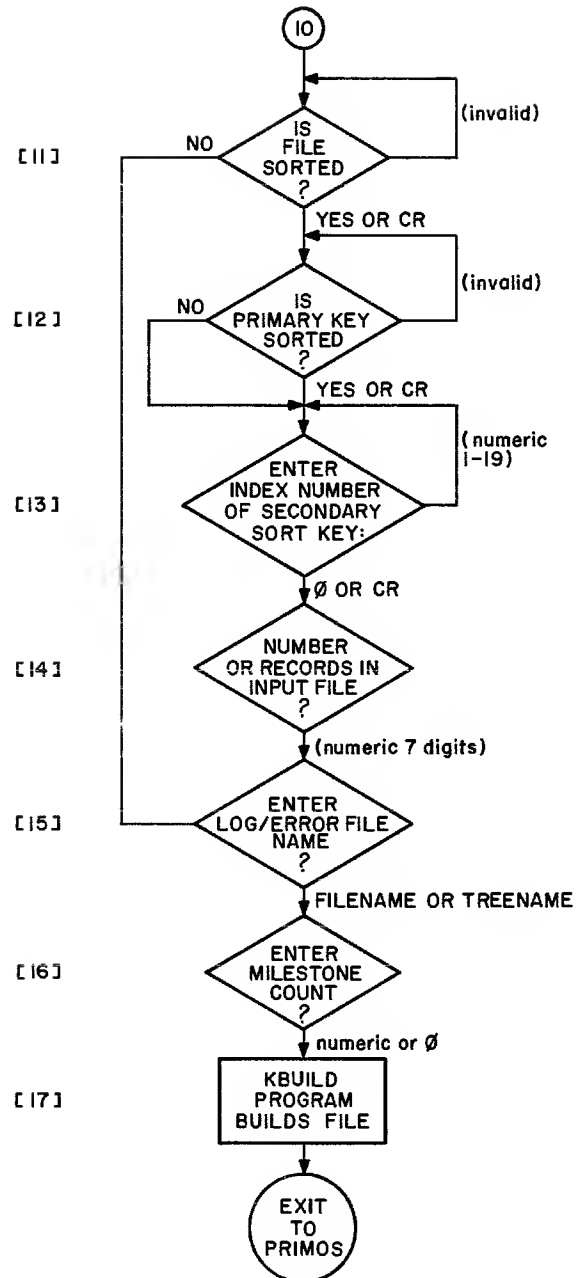 10
(invalid)
[11]
NO
IS
FILE
SORTED
?
YES OR CR
(invalid)
[12]
NO
IS
PRIMARY KEY
SORTED
?
YES OR CR
(numeric
1-19)
[13]
ENTER
INDEX NUMBER
OF SECONDARY
SORT KEY:
Ø OR CR
[14]
NUMBER
OR RECORDS IN
INPUT FILE
?
(numeric 7 digits)
[15]
ENTER
LOG/ERROR FILE
NAME
?
FILENAME OR TREENAME
[16]
ENTER
MILESTONE
COUNT
?
numeric or Ø
[17]
KBUILD
PROGRAM
BUILDS FILE
EXIT
TO
PRIMOS